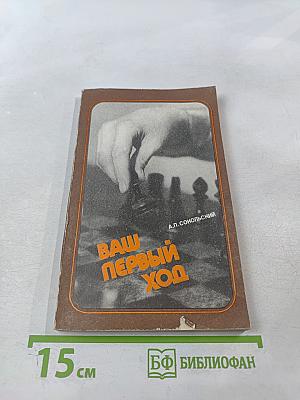 А.П. СОКОЛЬСКИЙ
ВАШ
ПЕРВЫЙ
ХОД
15 см
БФ БИБЛИОФАН